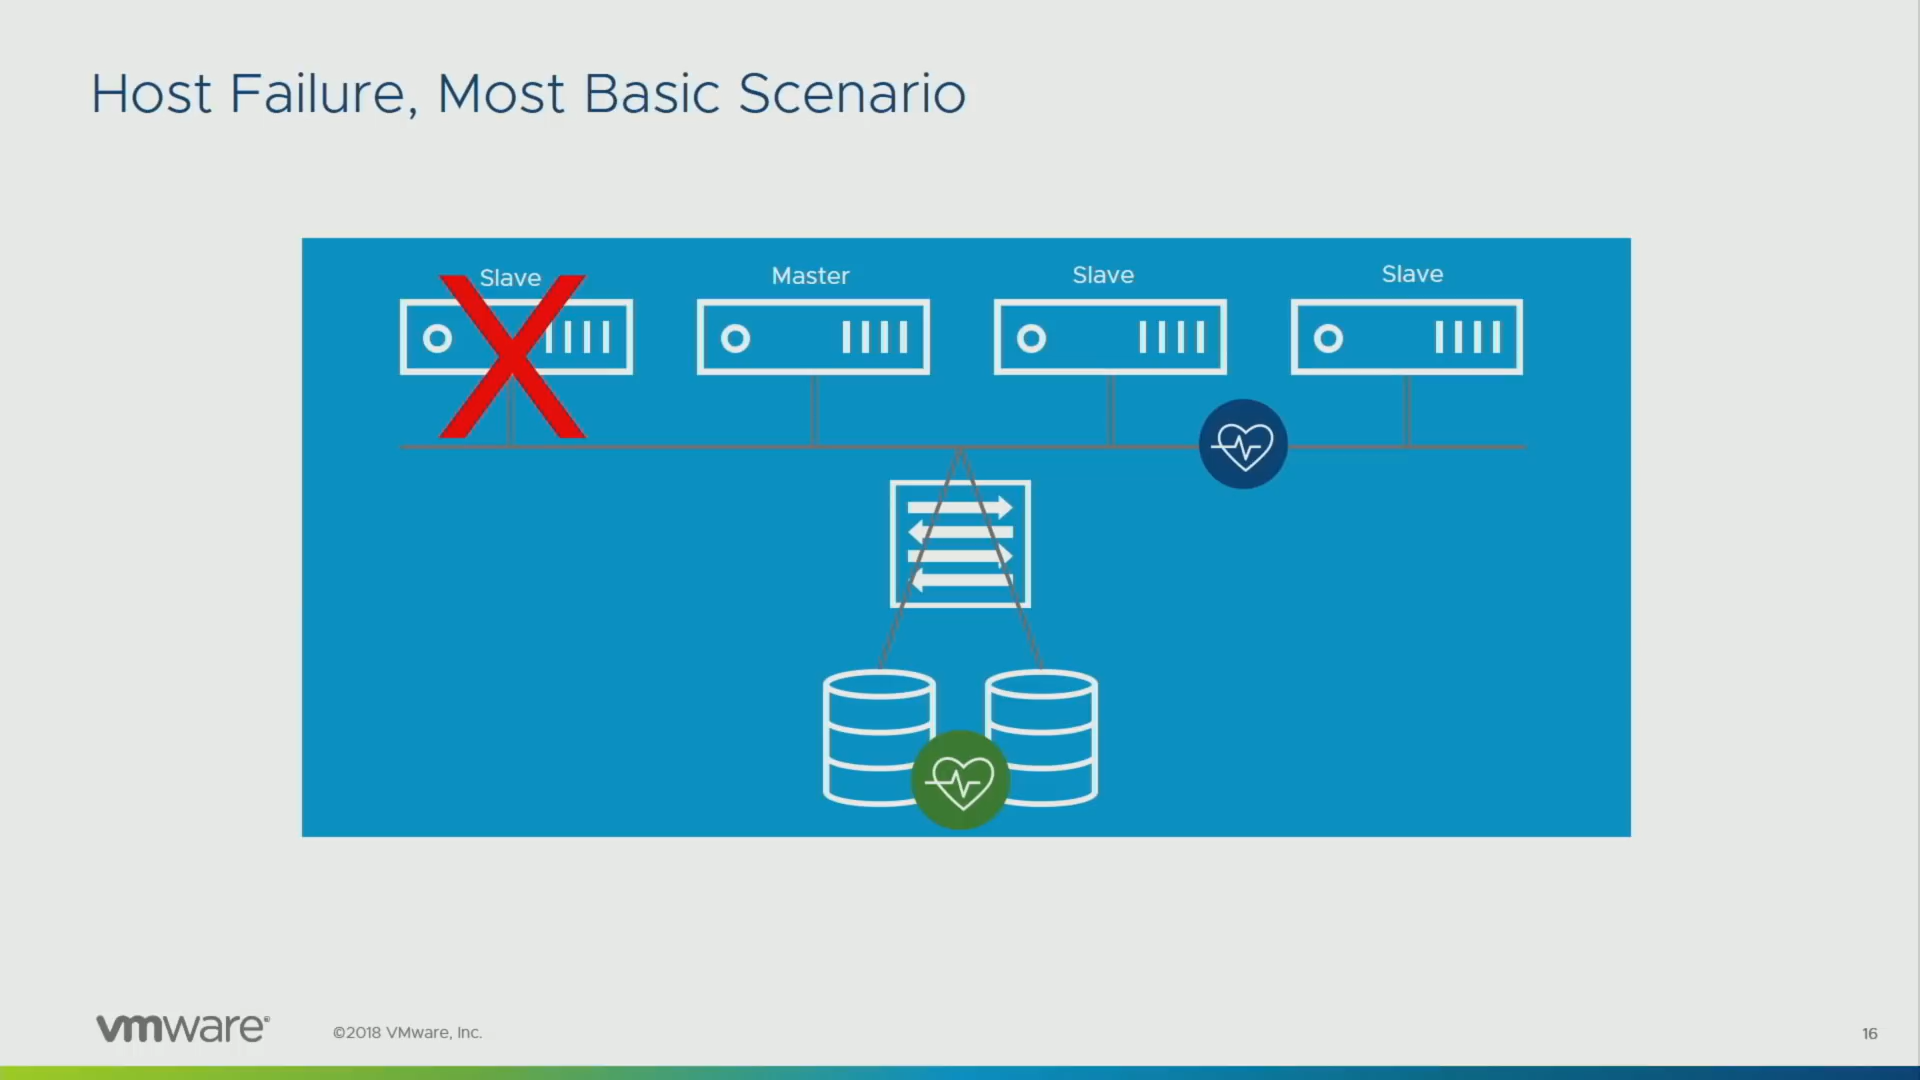 Host Failure, Most Basic Scenario
Slave
Master
Slave
Slave
vmware®
©2018 VMware, Inc.
16